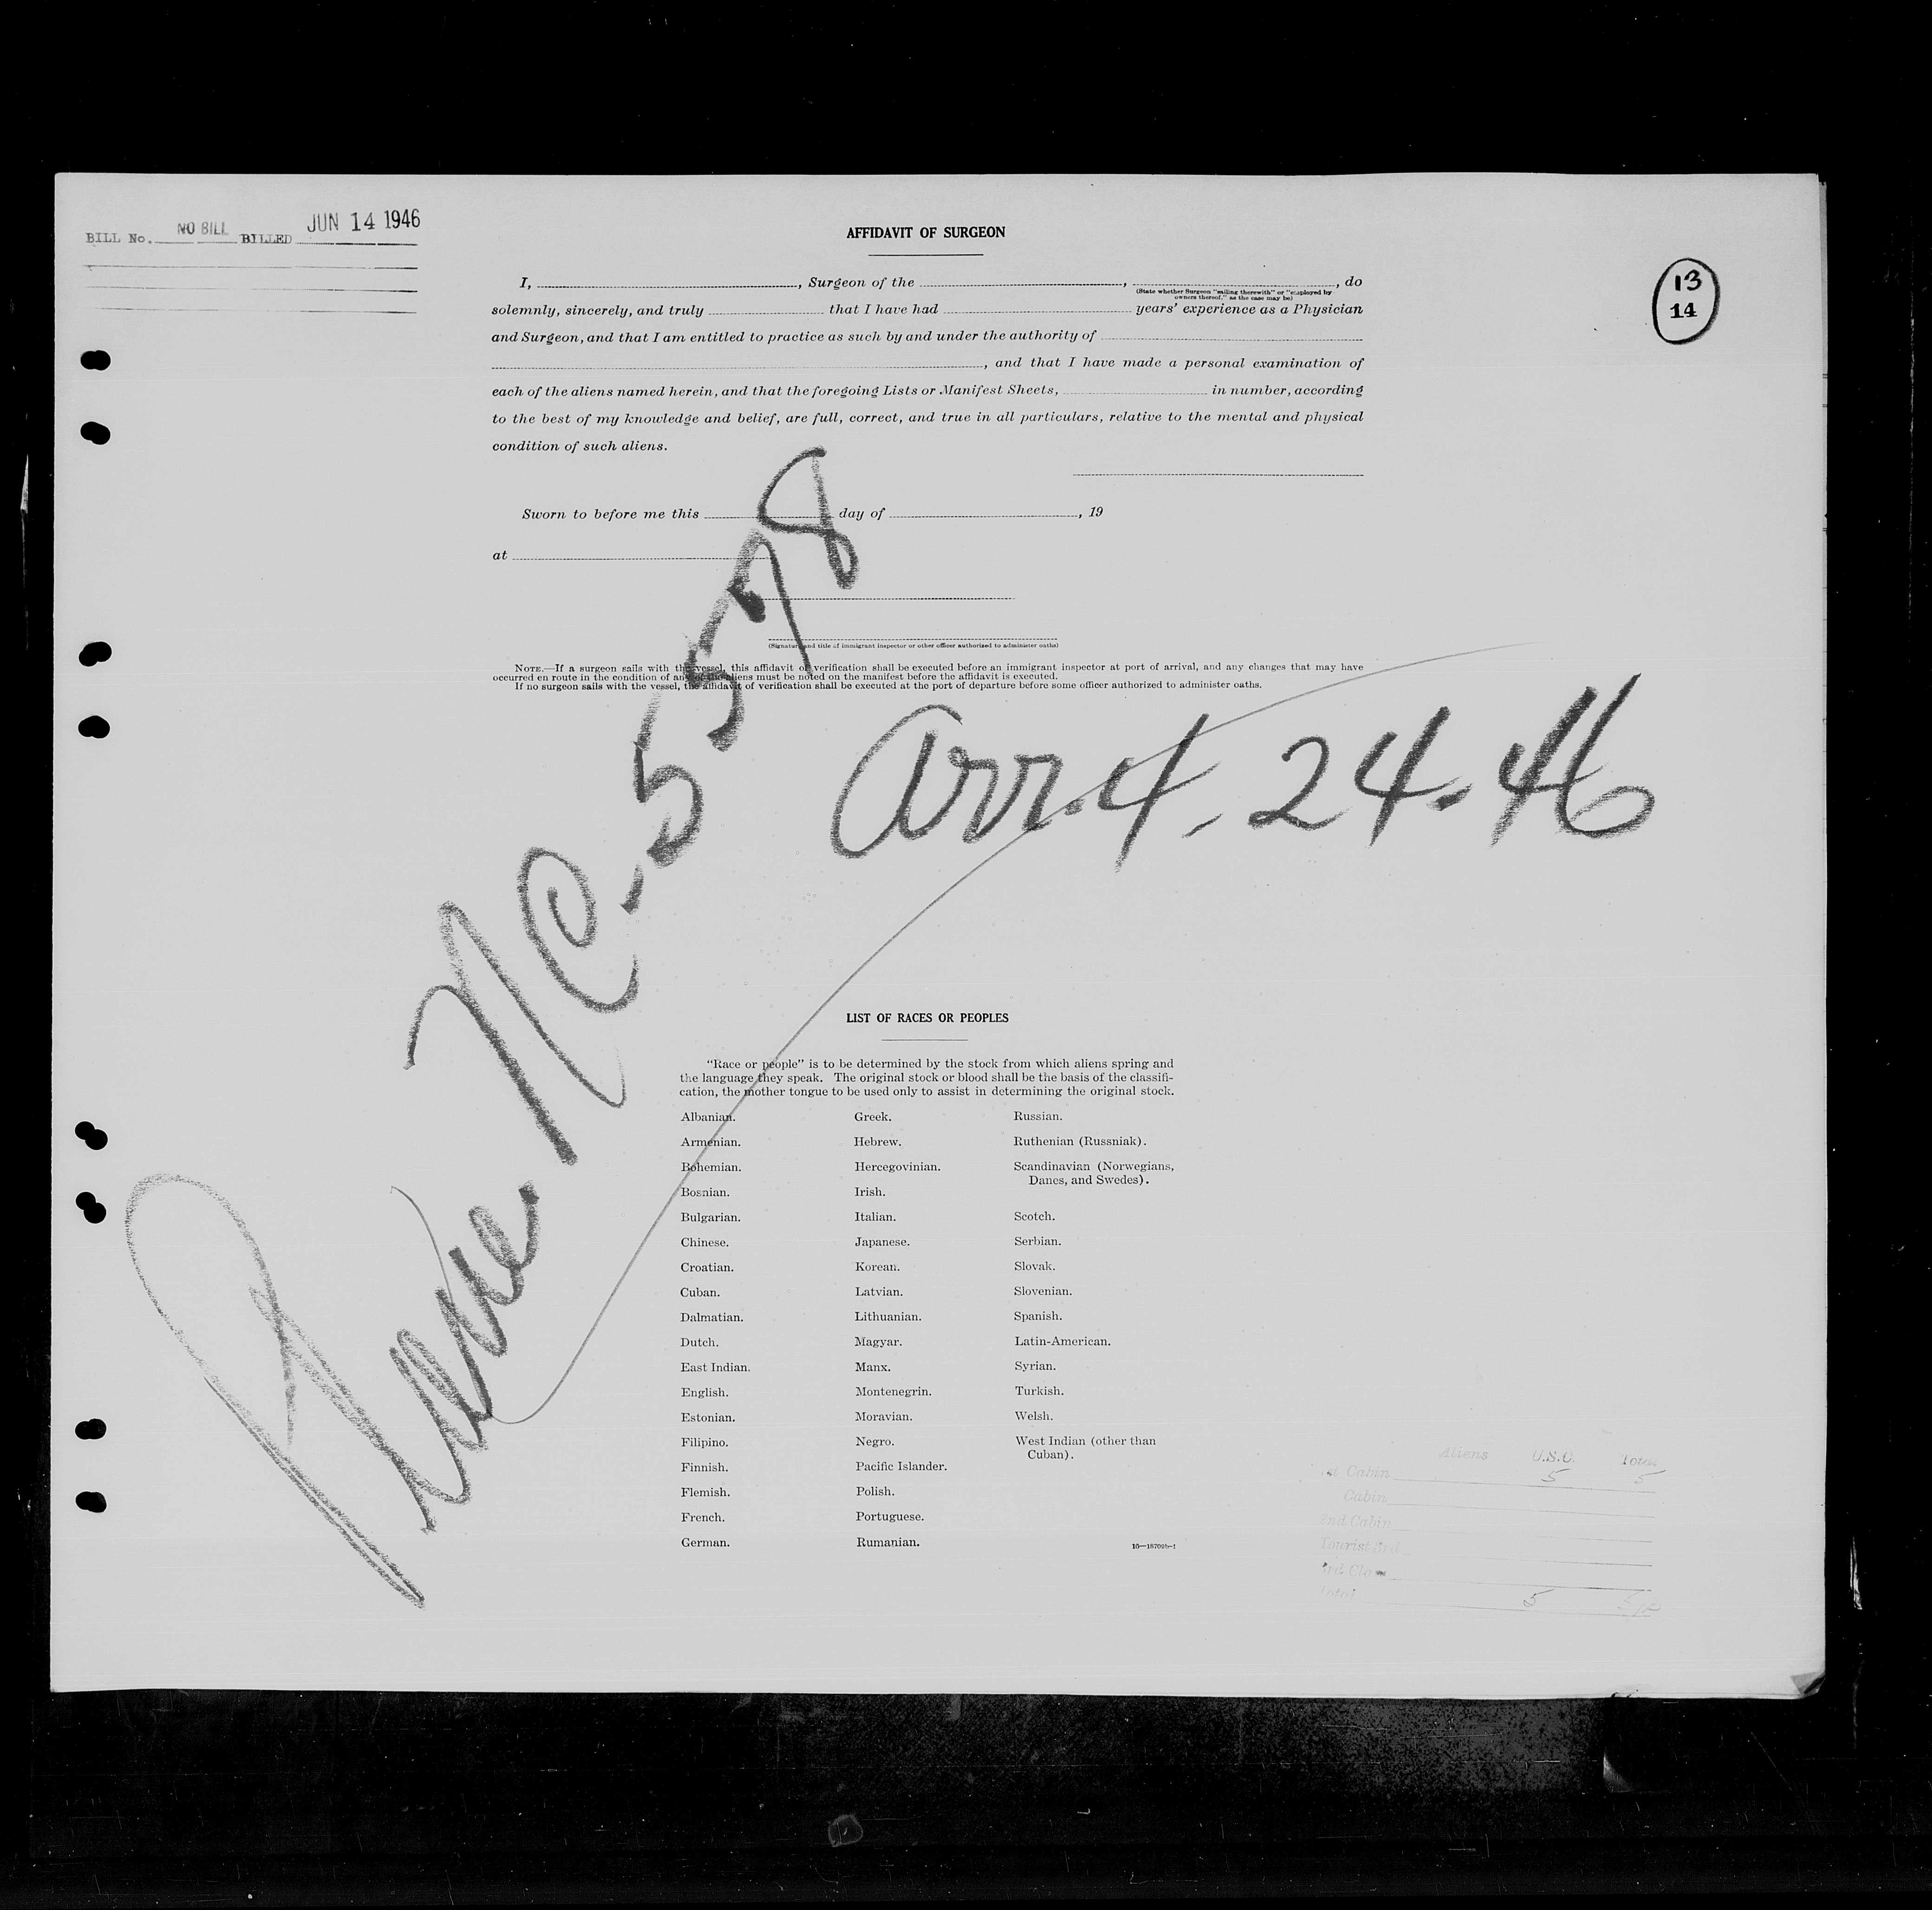 BILL No. NO BILL BILLED JUN 14 1946
AFFIDAVIT OF SURGEON
13
14
I, , Surgeon of the , , do
(State whether Surgeon "sailing therewith" or "employed by
owners thereof," as the case may be)
solemnly, sincerely, and truly that I have had years' experience as a Physician
and Surgeon, and that I am entitled to practice as such by and under the authority of
, and that I have made a personal examination of
each of the aliens named herein, and that the foregoing Lists or Manifest Sheets, in number, according
to the best of my knowledge and belief, are full, correct, and true in all particulars, relative to the mental and physical
condition of such aliens.
Sworn to before me this day of , 19
at
(Signature and title of immigrant inspector or other officer authorized to administer oaths)
NOTE.—If a surgeon sails with the vessel, this affidavit of verification shall be executed before an immigrant inspector at port of arrival, and any changes that may have
occurred en route in the condition of any of the aliens must be noted on the manifest before the affidavit is executed.
If no surgeon sails with the vessel, the affidavit of verification shall be executed at the port of departure before some officer authorized to administer oaths.
Plane NC-5578
Arr. 4. 24. 46
LIST OF RACES OR PEOPLES
"Race or people" is to be determined by the stock from which aliens spring and
the language they speak. The original stock or blood shall be the basis of the classifi-
cation, the mother tongue to be used only to assist in determining the original stock.
Albanian. Greek. Russian.
Armenian. Hebrew. Ruthenian (Russniak).
Bohemian. Hercegovinian. Scandinavian (Norwegians,
Danes, and Swedes).
Bosnian. Irish.
Bulgarian. Italian. Scotch.
Chinese. Japanese. Serbian.
Croatian. Korean. Slovak.
Cuban. Latvian. Slovenian.
Dalmatian. Lithuanian. Spanish.
Dutch. Magyar. Latin-American.
East Indian. Manx. Syrian.
English. Montenegrin. Turkish.
Estonian. Moravian. Welsh.
Filipino. Negro. West Indian (other than
Cuban).
Finnish. Pacific Islander.
Flemish. Polish.
French. Portuguese.
German. Rumanian.
Aliens U.S.C. Total
1st Cabin 5 5
Cabin
2nd Cabin
Tourist 3rd
3rd Class
Total 5